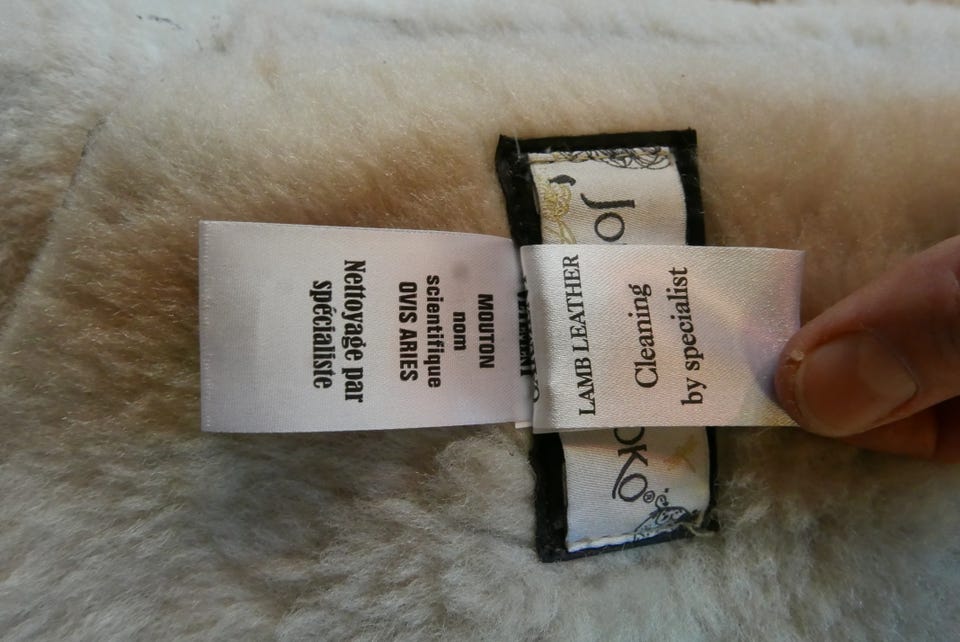 MOUTON
nom
scientifique
OVIS ARIES
Nettoyage par
spécialiste
LAMB LEATHER
Cleaning
by specialist